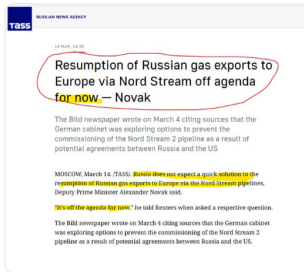 TASS
RUSSIAN NEWS AGENCY
Resumption of Russian gas exports to
Europe via Nord Stream off agenda
for now — Novak
The Bild newspaper wrote on March 4 citing sources that the
German cabinet was exploring options to prevent the
commissioning of the Nord Stream 2 pipeline as a result of
potential agreements between Russia and the US
MOSCOW, March 14. /TASS/. Russia does not expect a quick solution to the
resumption of Russian gas exports to Europe via the Nord Stream pipelines,
Deputy Prime Minister Alexander Novak said.
"It's off the agenda for now," he told Reuters when asked a respective question.
The Bild newspaper wrote on March 4 citing sources that the German cabinet
was exploring options to prevent the commissioning of the Nord Stream 2
pipeline as a result of potential agreements between Russia and the US.